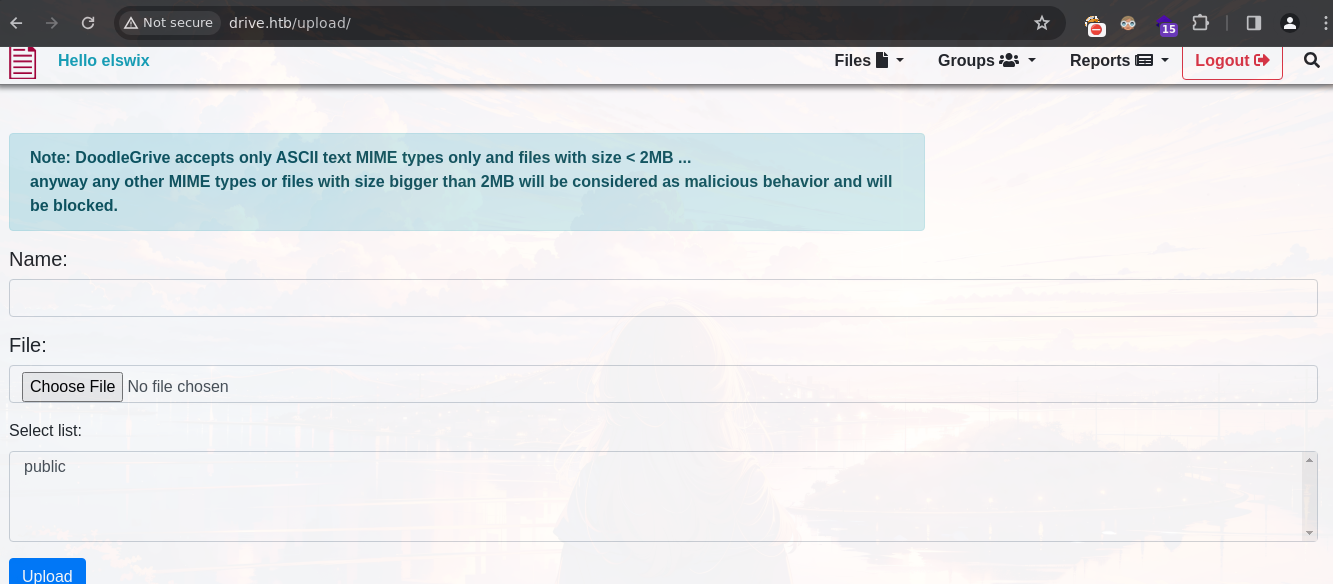 Not secure drive.htb/upload/ 15
Hello elswix Files Groups Reports Logout
Note: DoodleGrive accepts only ASCII text MIME types only and files with size < 2MB ...
anyway any other MIME types or files with size bigger than 2MB will be considered as malicious behavior and will
be blocked.
Name:
File:
Choose File No file chosen
Select list:
public
Upload